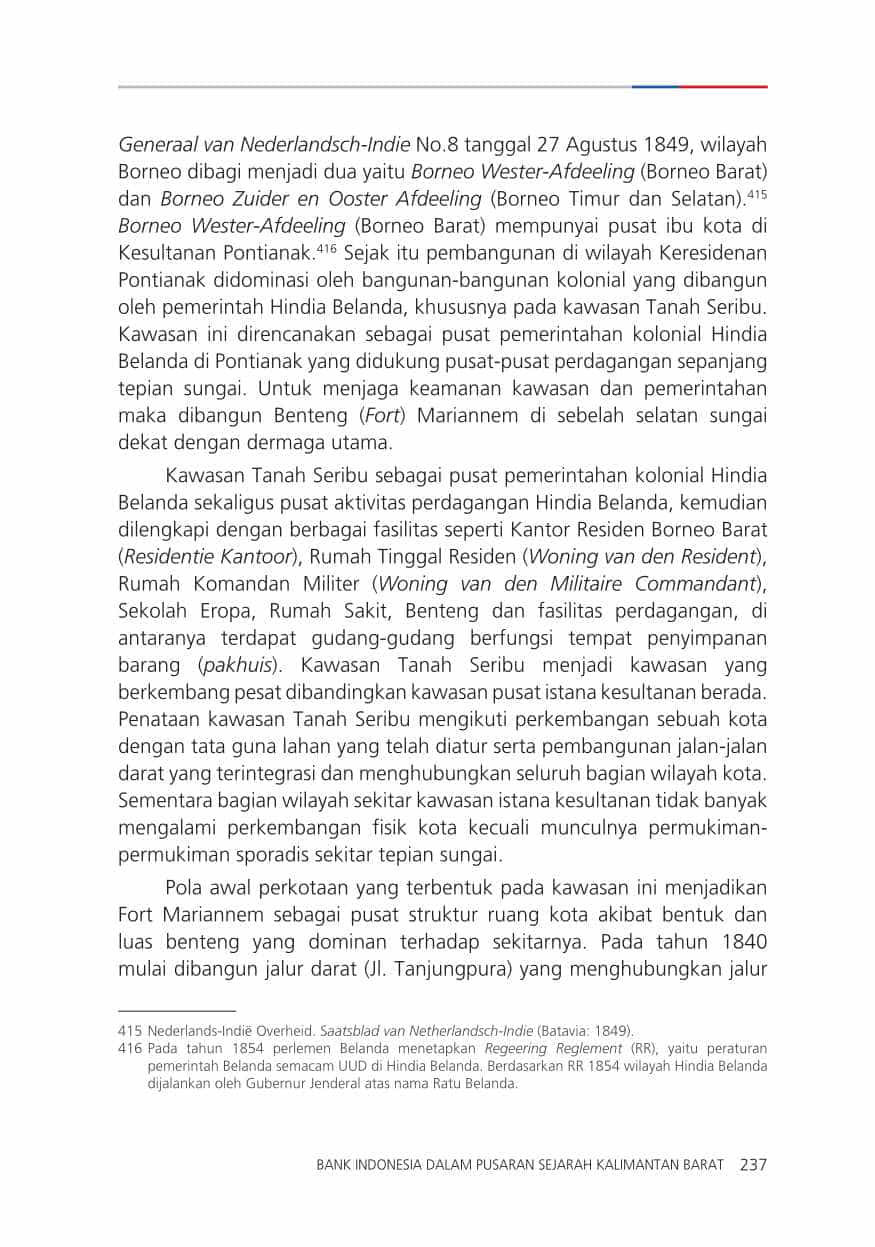 Generaal van Nederlandsch-Indie No.8 tanggal 27 Agustus 1849, wilayah
Borneo dibagi menjadi dua yaitu Borneo Wester-Afdeeling (Borneo Barat)
dan Borneo Zuider en Ooster Afdeeling (Borneo Timur dan Selatan).415
Borneo Wester-Afdeeling (Borneo Barat) mempunyai pusat ibu kota di
Kesultanan Pontianak.416 Sejak itu pembangunan di wilayah Keresidenan
Pontianak didominasi oleh bangunan-bangunan kolonial yang dibangun
oleh pemerintah Hindia Belanda, khususnya pada kawasan Tanah Seribu.
Kawasan ini direncanakan sebagai pusat pemerintahan kolonial Hindia
Belanda di Pontianak yang didukung pusat-pusat perdagangan sepanjang
tepian sungai. Untuk menjaga keamanan kawasan dan pemerintahan
maka dibangun Benteng (Fort) Mariannem di sebelah selatan sungai
dekat dengan dermaga utama.
Kawasan Tanah Seribu sebagai pusat pemerintahan kolonial Hindia
Belanda sekaligus pusat aktivitas perdagangan Hindia Belanda, kemudian
dilengkapi dengan berbagai fasilitas seperti Kantor Residen Borneo Barat
(Residentie Kantoor), Rumah Tinggal Residen (Woning van den Resident),
Rumah Komandan Militer (Woning van den Militaire Commandant),
Sekolah Eropa, Rumah Sakit, Benteng dan fasilitas perdagangan, di
antaranya terdapat gudang-gudang berfungsi tempat penyimpanan
barang (pakhuis). Kawasan Tanah Seribu menjadi kawasan yang
berkembang pesat dibandingkan kawasan pusat istana kesultanan berada.
Penataan kawasan Tanah Seribu mengikuti perkembangan sebuah kota
dengan tata guna lahan yang telah diatur serta pembangunan jalan-jalan
darat yang terintegrasi dan menghubungkan seluruh bagian wilayah kota.
Sementara bagian wilayah sekitar kawasan istana kesultanan tidak banyak
mengalami perkembangan fisik kota kecuali munculnya permukiman-
permukiman sporadis sekitar tepian sungai.
Pola awal perkotaan yang terbentuk pada kawasan ini menjadikan
Fort Mariannem sebagai pusat struktur ruang kota akibat bentuk dan
luas benteng yang dominan terhadap sekitarnya. Pada tahun 1840
mulai dibangun jalur darat (Jl. Tanjungpura) yang menghubungkan jalur
415 Nederlands-Indië Overheid. Saatsblad van Netherlandsch-Indie (Batavia: 1849).
416 Pada tahun 1854 perlemen Belanda menetapkan Regeering Reglement (RR), yaitu peraturan
pemerintah Belanda semacam UUD di Hindia Belanda. Berdasarkan RR 1854 wilayah Hindia Belanda
dijalankan oleh Gubernur Jenderal atas nama Ratu Belanda.
BANK INDONESIA DALAM PUSARAN SEJARAH KALIMANTAN BARAT 237